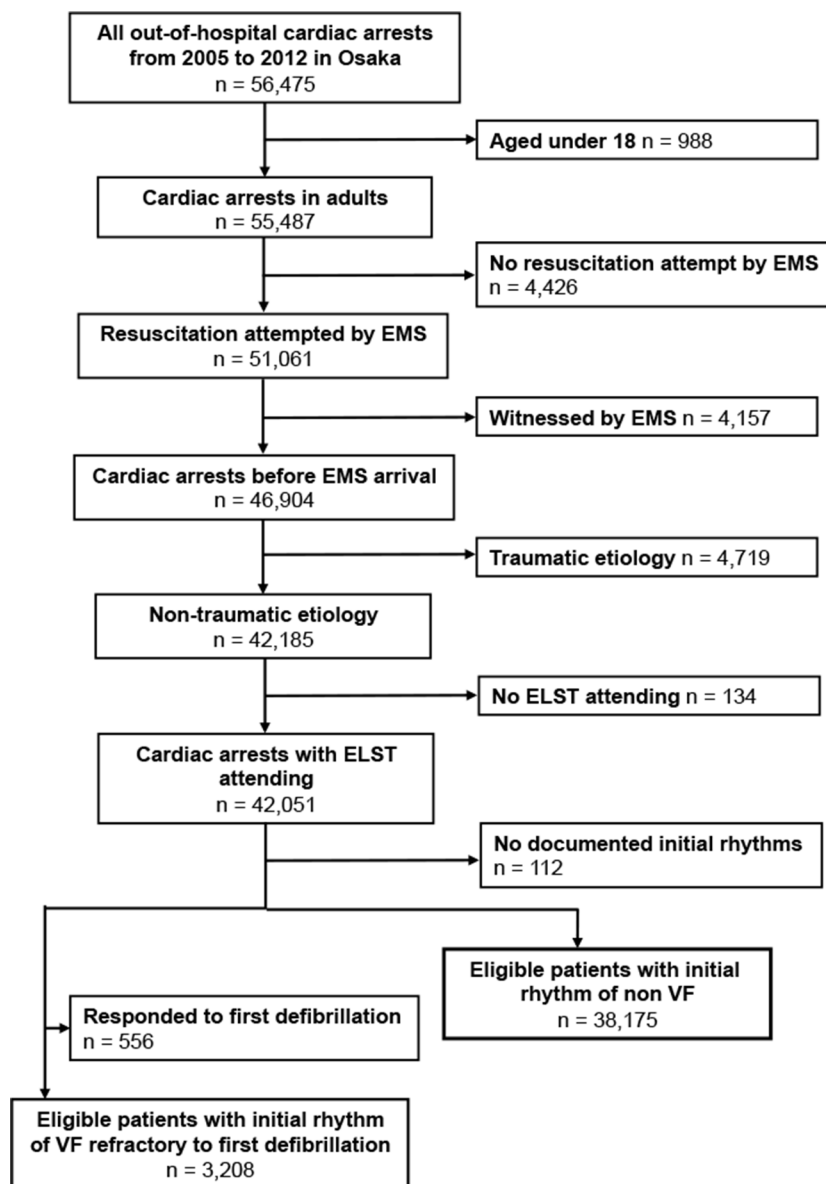 All out-of-hospital cardiac arrests
from 2005 to 2012 in Osaka
n = 56,475
Aged under 18 n = 988
Cardiac arrests in adults
n = 55,487
No resuscitation attempt by EMS
n = 4,426
Resuscitation attempted by EMS
n = 51,061
Witnessed by EMS n = 4,157
Cardiac arrests before EMS arrival
n = 46,904
Traumatic etiology n = 4,719
Non-traumatic etiology
n = 42,185
No ELST attending n = 134
Cardiac arrests with ELST
attending
n = 42,051
No documented initial rhythms
n = 112
Eligible patients with initial
rhythm of non VF
n = 38,175
Responded to first defibrillation
n = 556
Eligible patients with initial rhythm
of VF refractory to first defibrillation
n = 3,208